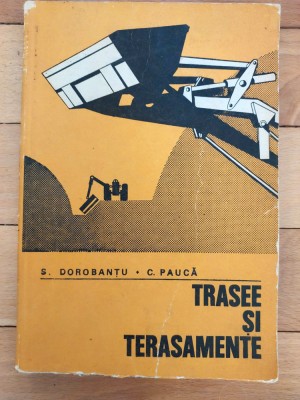 S. DOROBANȚU • C. PAUCĂ
TRASEE
ȘI
TERASAMENTE